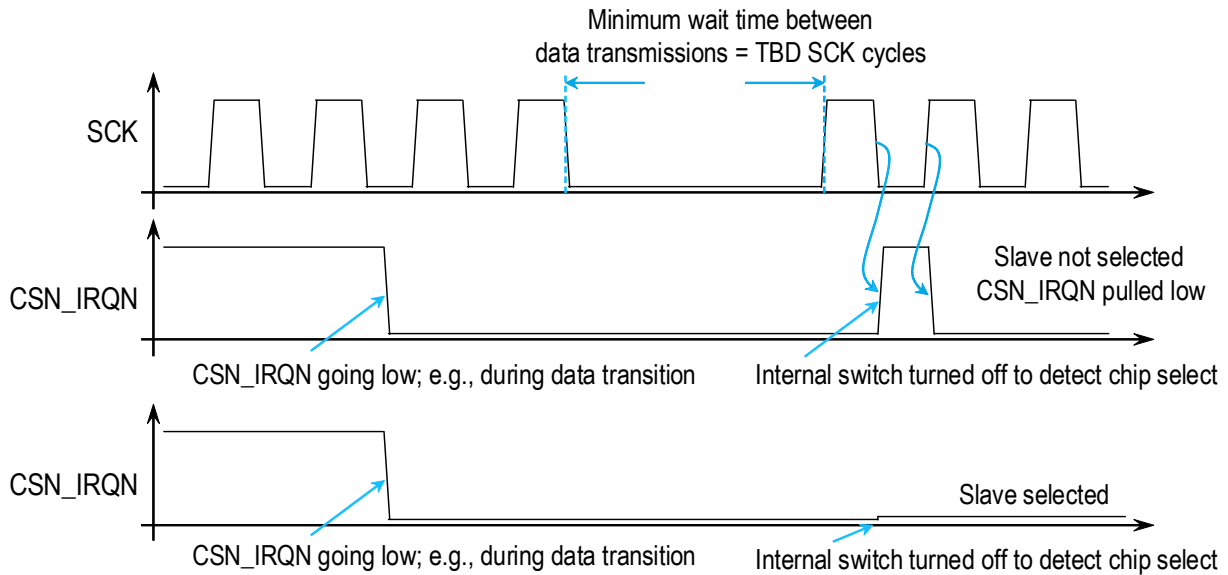 Minimum wait time between
data transmissions = TBD SCK cycles
SCK
CSN_IRQN
Slave not selected
CSN_IRQN pulled low
CSN_IRQN going low; e.g., during data transition
Internal switch turned off to detect chip select
CSN_IRQN
Slave selected
CSN_IRQN going low; e.g., during data transition
Internal switch turned off to detect chip select